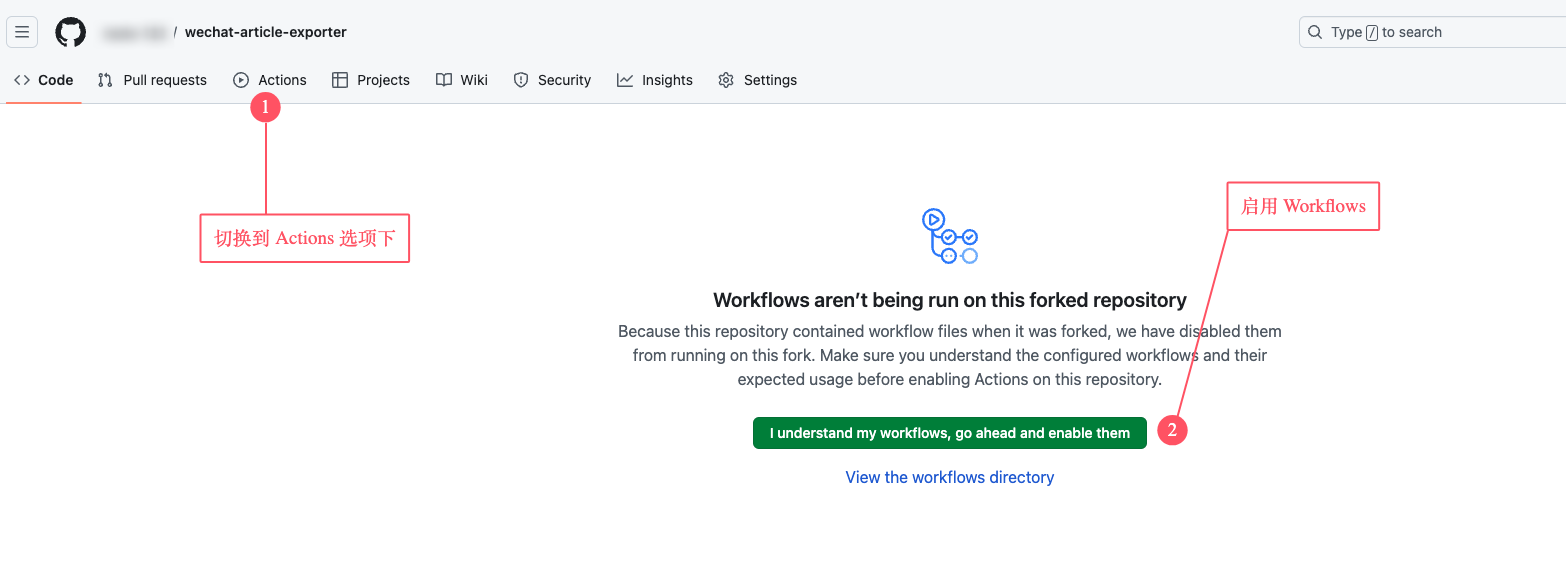 / wechat-article-exporter
Type / to search
Code Pull requests Actions Projects Wiki Security Insights Settings
1
切换到 Actions 选项下
启用 Workflows
Workflows aren’t being run on this forked repository
Because this repository contained workflow files when it was forked, we have disabled them
from running on this fork. Make sure you understand the configured workflows and their
expected usage before enabling Actions on this repository.
I understand my workflows, go ahead and enable them
2
View the workflows directory